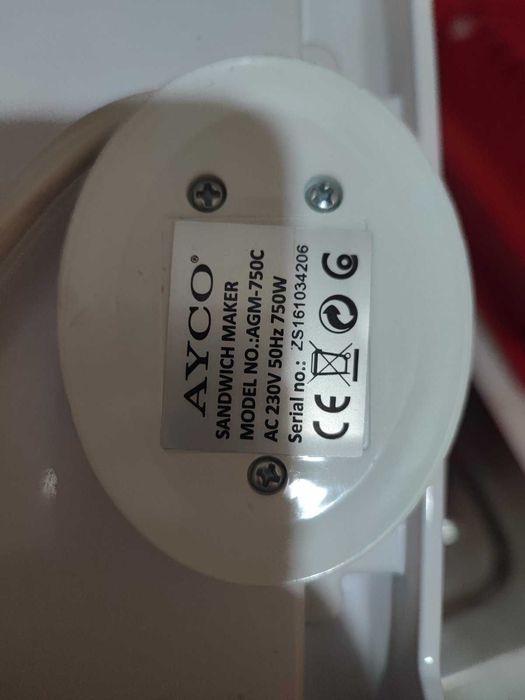 AYCO®
SANDWICH MAKER
MODEL NO.:AGM-750C
AC 230V 50Hz 750W
Serial no.: ZS161034206
CE